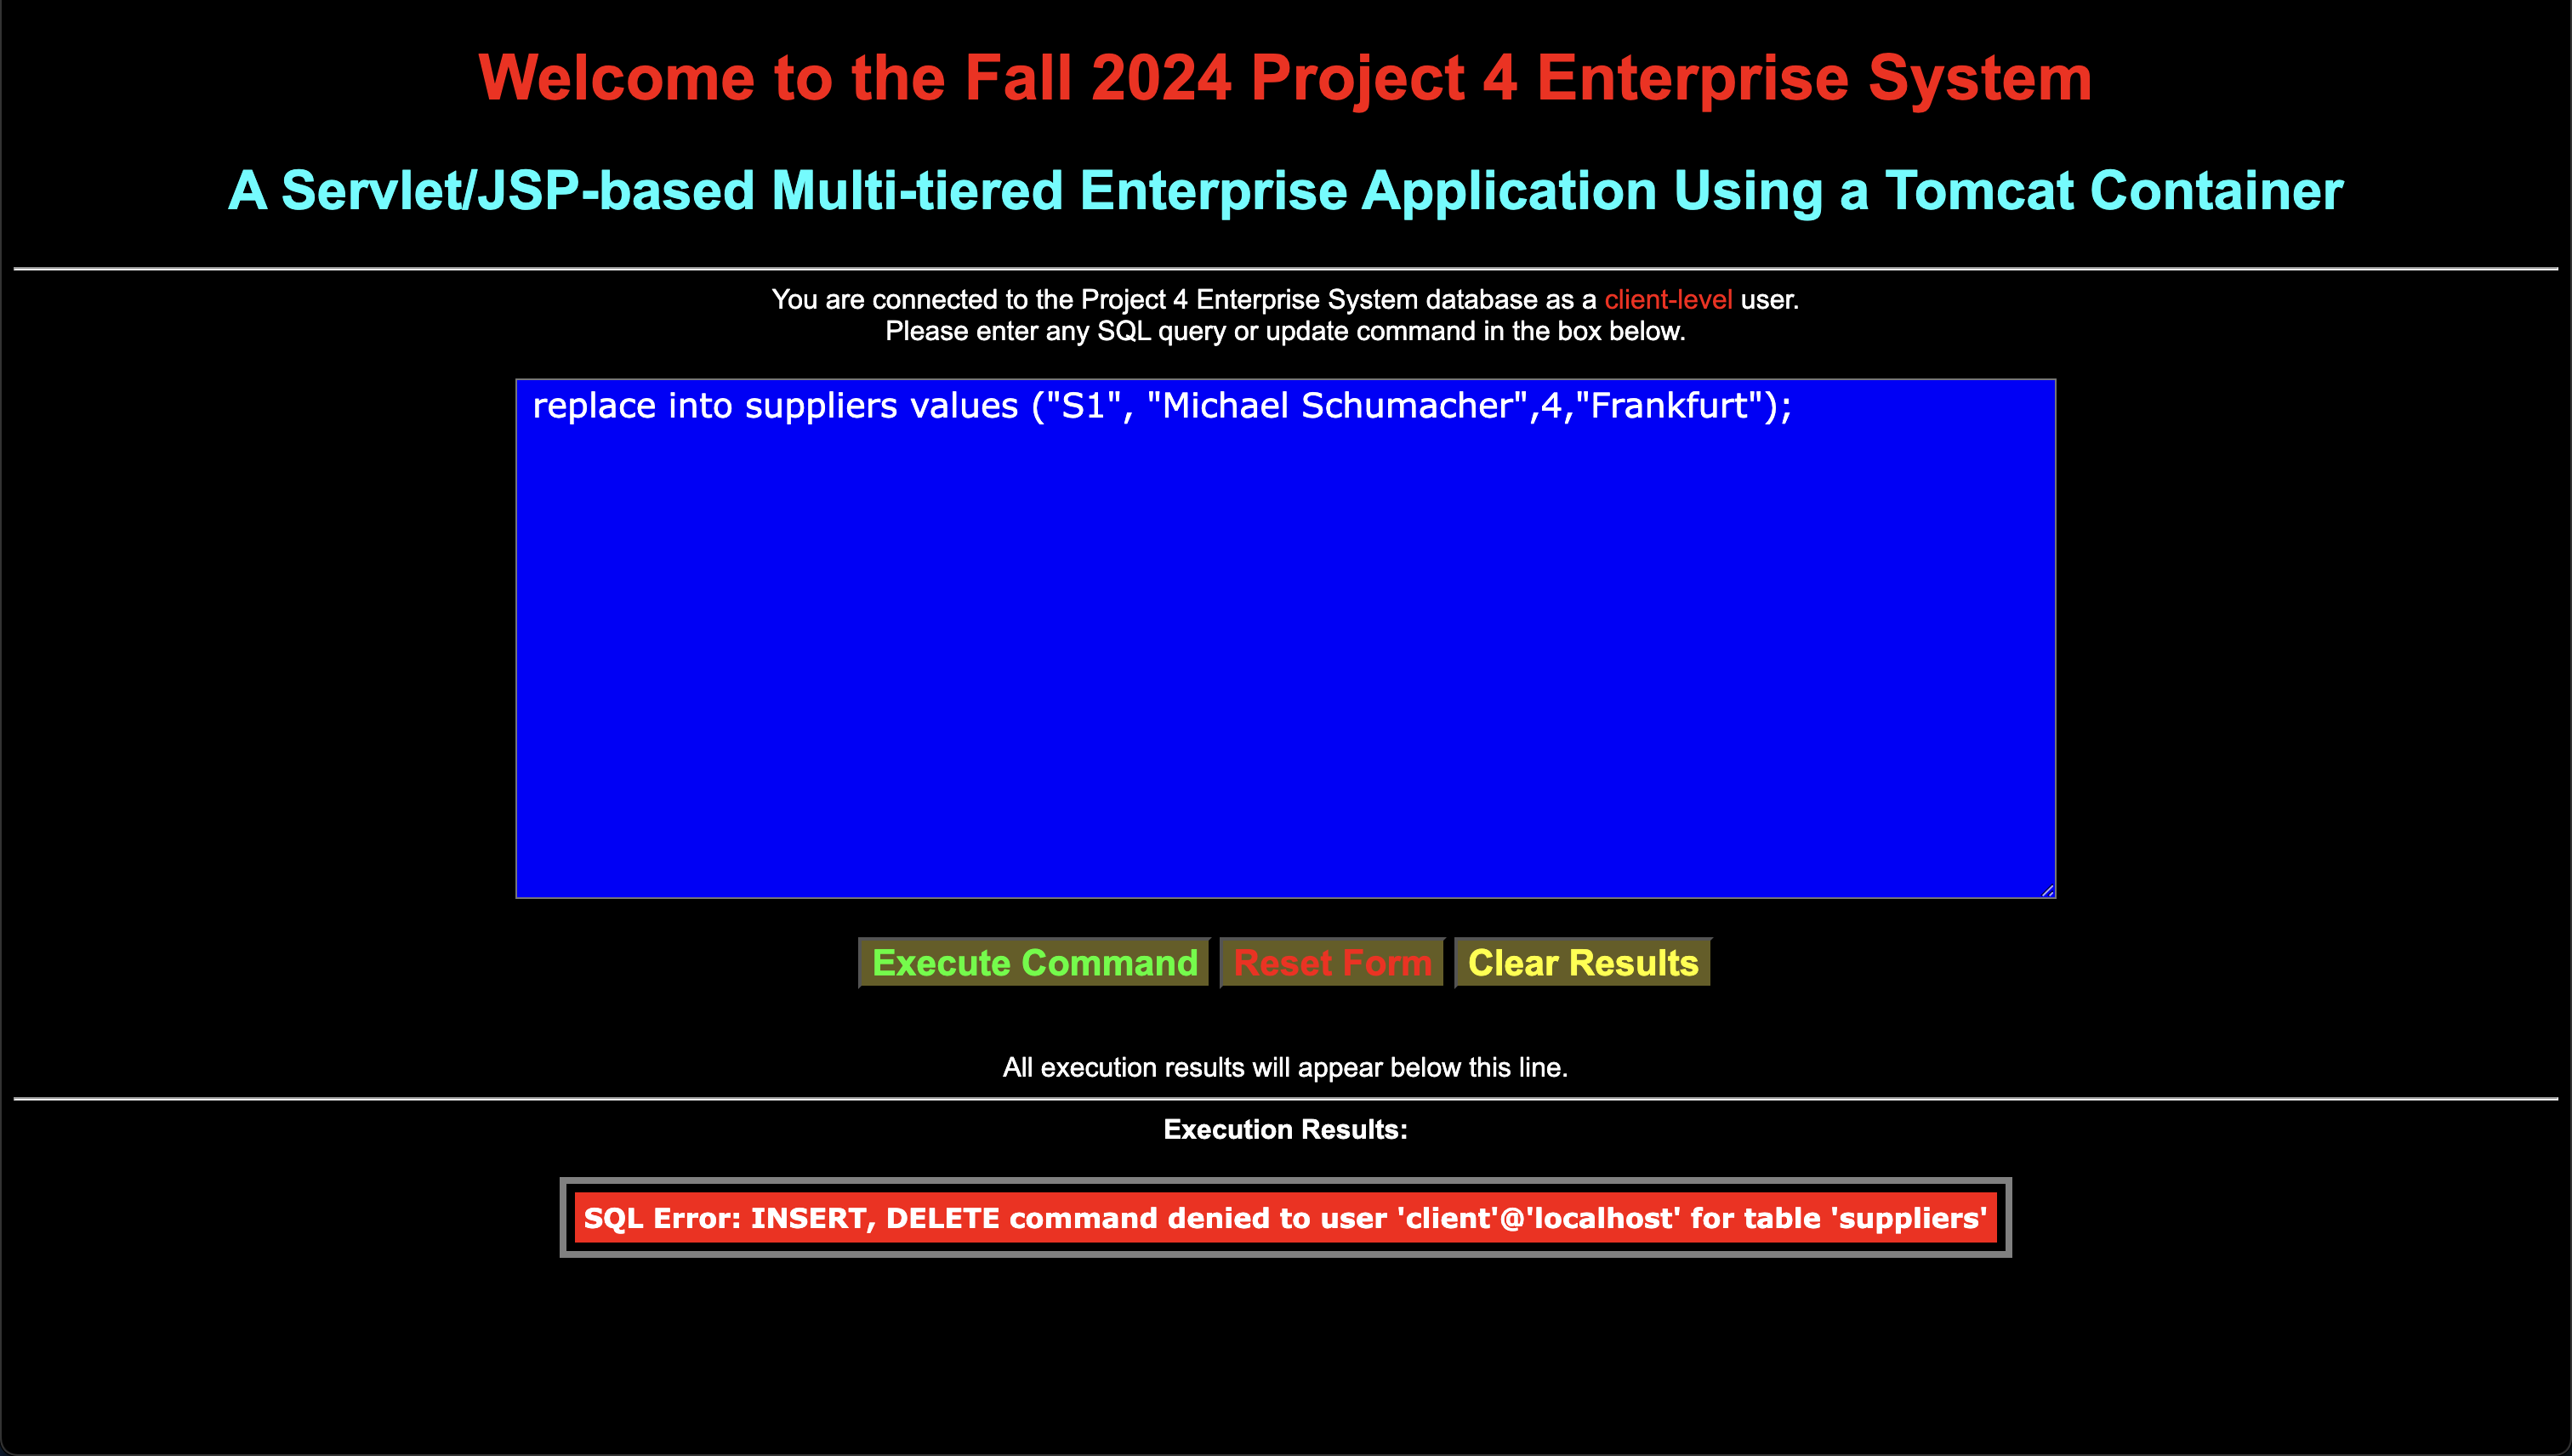 Welcome to the Fall 2024 Project 4 Enterprise System
A Servlet/JSP-based Multi-tiered Enterprise Application Using a Tomcat Container
You are connected to the Project 4 Enterprise System database as a client-level user.
Please enter any SQL query or update command in the box below.
replace into suppliers values ("S1", "Michael Schumacher",4,"Frankfurt");
Execute Command Reset Form Clear Results
All execution results will appear below this line.
Execution Results:
SQL Error: INSERT, DELETE command denied to user 'client'@'localhost' for table 'suppliers'